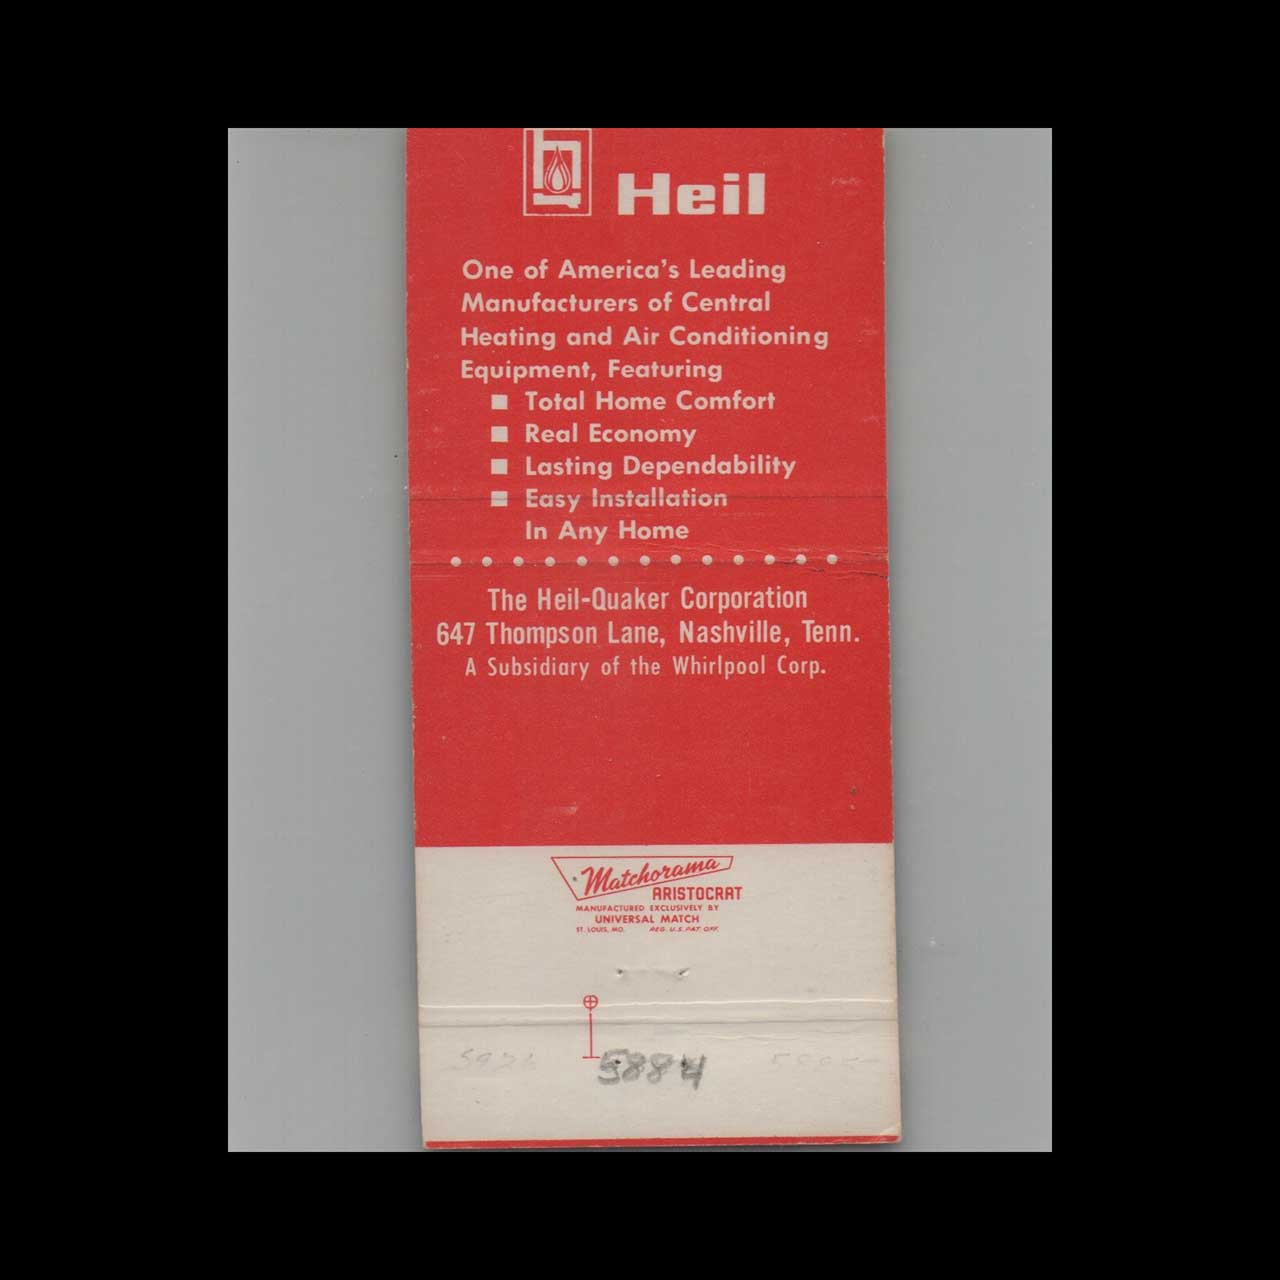 Heil
One of America's Leading
Manufacturers of Central
Heating and Air Conditioning
Equipment, Featuring
■ Total Home Comfort
■ Real Economy
■ Lasting Dependability
■ Easy Installation
In Any Home
The Heil-Quaker Corporation
647 Thompson Lane, Nashville, Tenn.
A Subsidiary of the Whirlpool Corp.
Matchorama
ARISTOCRAT
MANUFACTURED EXCLUSIVELY BY
UNIVERSAL MATCH
ST. LOUIS, MO. REG. U.S. PAT. OFF.
5884